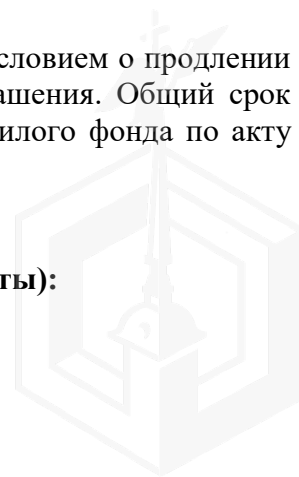 словием о продлении
ашения. Общий срок
илого фонда по акту
ты):